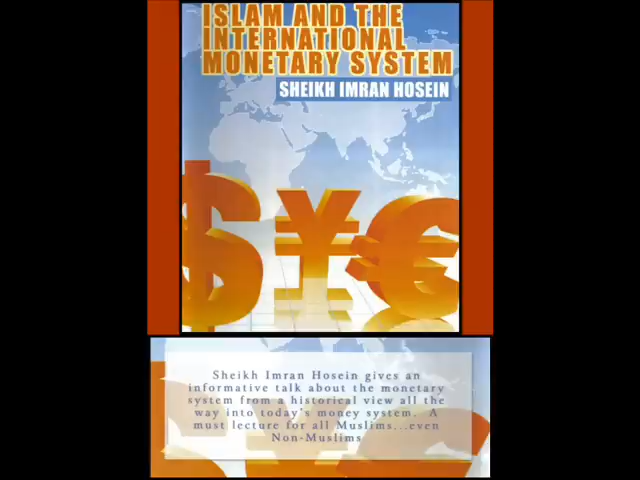 ISLAM AND THE
INTERNATIONAL
MONETARY SYSTEM
SHEIKH IMRAN HOSEIN
Sheikh Imran Hosein gives an
informative talk about the monetary
system from a historical view all the
way into today's money system. A
must lecture for all Muslims...even
Non-Muslims